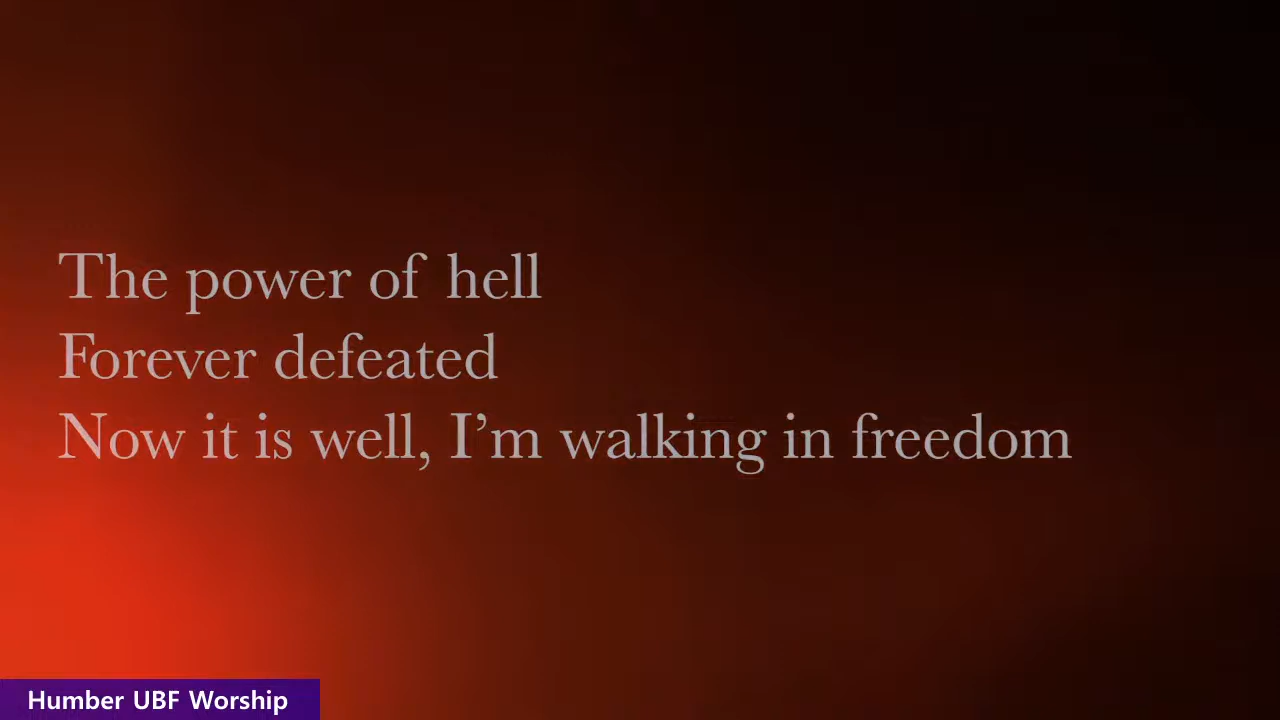 The power of hell
Forever defeated
Now it is well, I’m walking in freedom
Humber UBF Worship